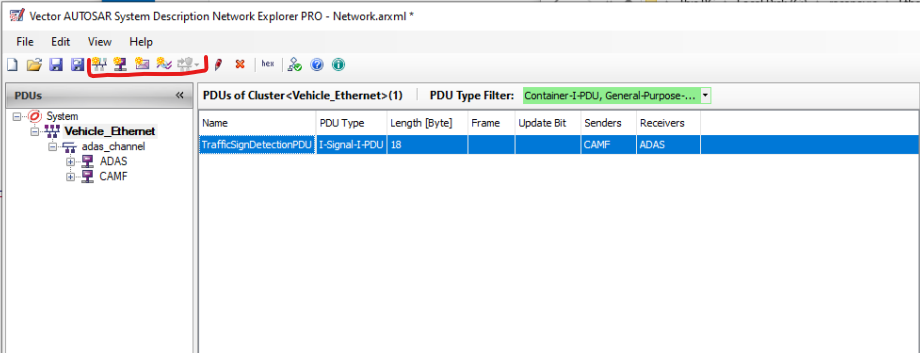 Vector AUTOSAR System Description Network Explorer PRO - Network.arxml *
File Edit View Help
hex
PDUs «
PDUs of Cluster<Vehicle_Ethernet>(1) PDU Type Filter: Container-I-PDU, General-Purpose-...
System
Vehicle_Ethernet
adas_channel
ADAS
CAMF
Name PDU Type Length [Byte] Frame Update Bit Senders Receivers
TrafficSignDetectionPDU I-Signal-I-PDU 18 CAMF ADAS